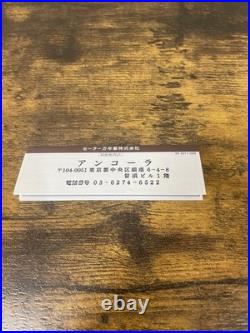 セーラー万年筆株式会社
アンコーラ
〒104-0061 東京都中央区銀座6-4-8
曽根ビル1階
電話番号 03-6274-6522